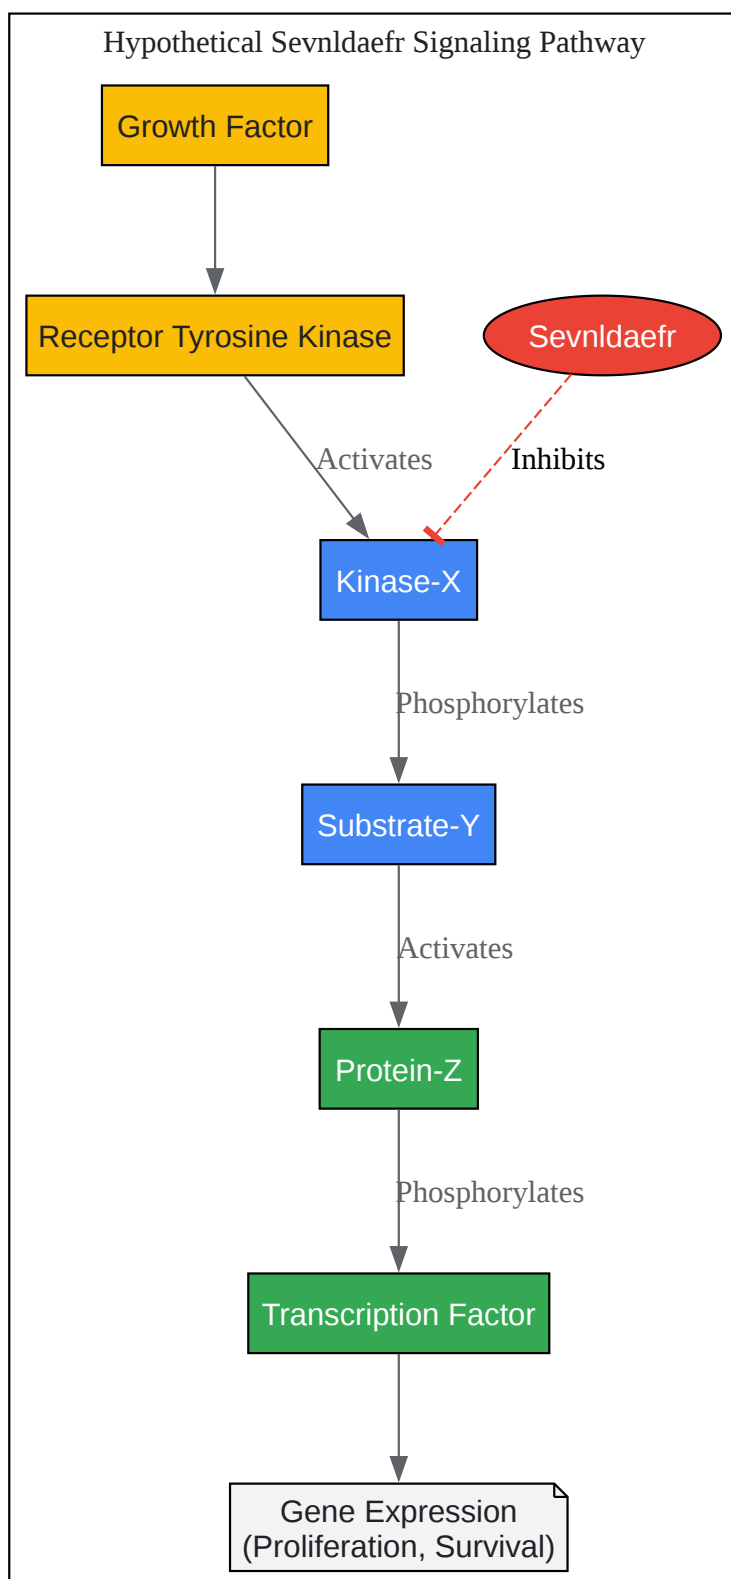 Hypothetical Sevnldaefr Signaling Pathway
Growth Factor
Receptor Tyrosine Kinase
Sevnldaefr
Activates
Inhibits
Kinase-X
Phosphorylates
Substrate-Y
Activates
Protein-Z
Phosphorylates
Transcription Factor
Gene Expression
(Proliferation, Survival)